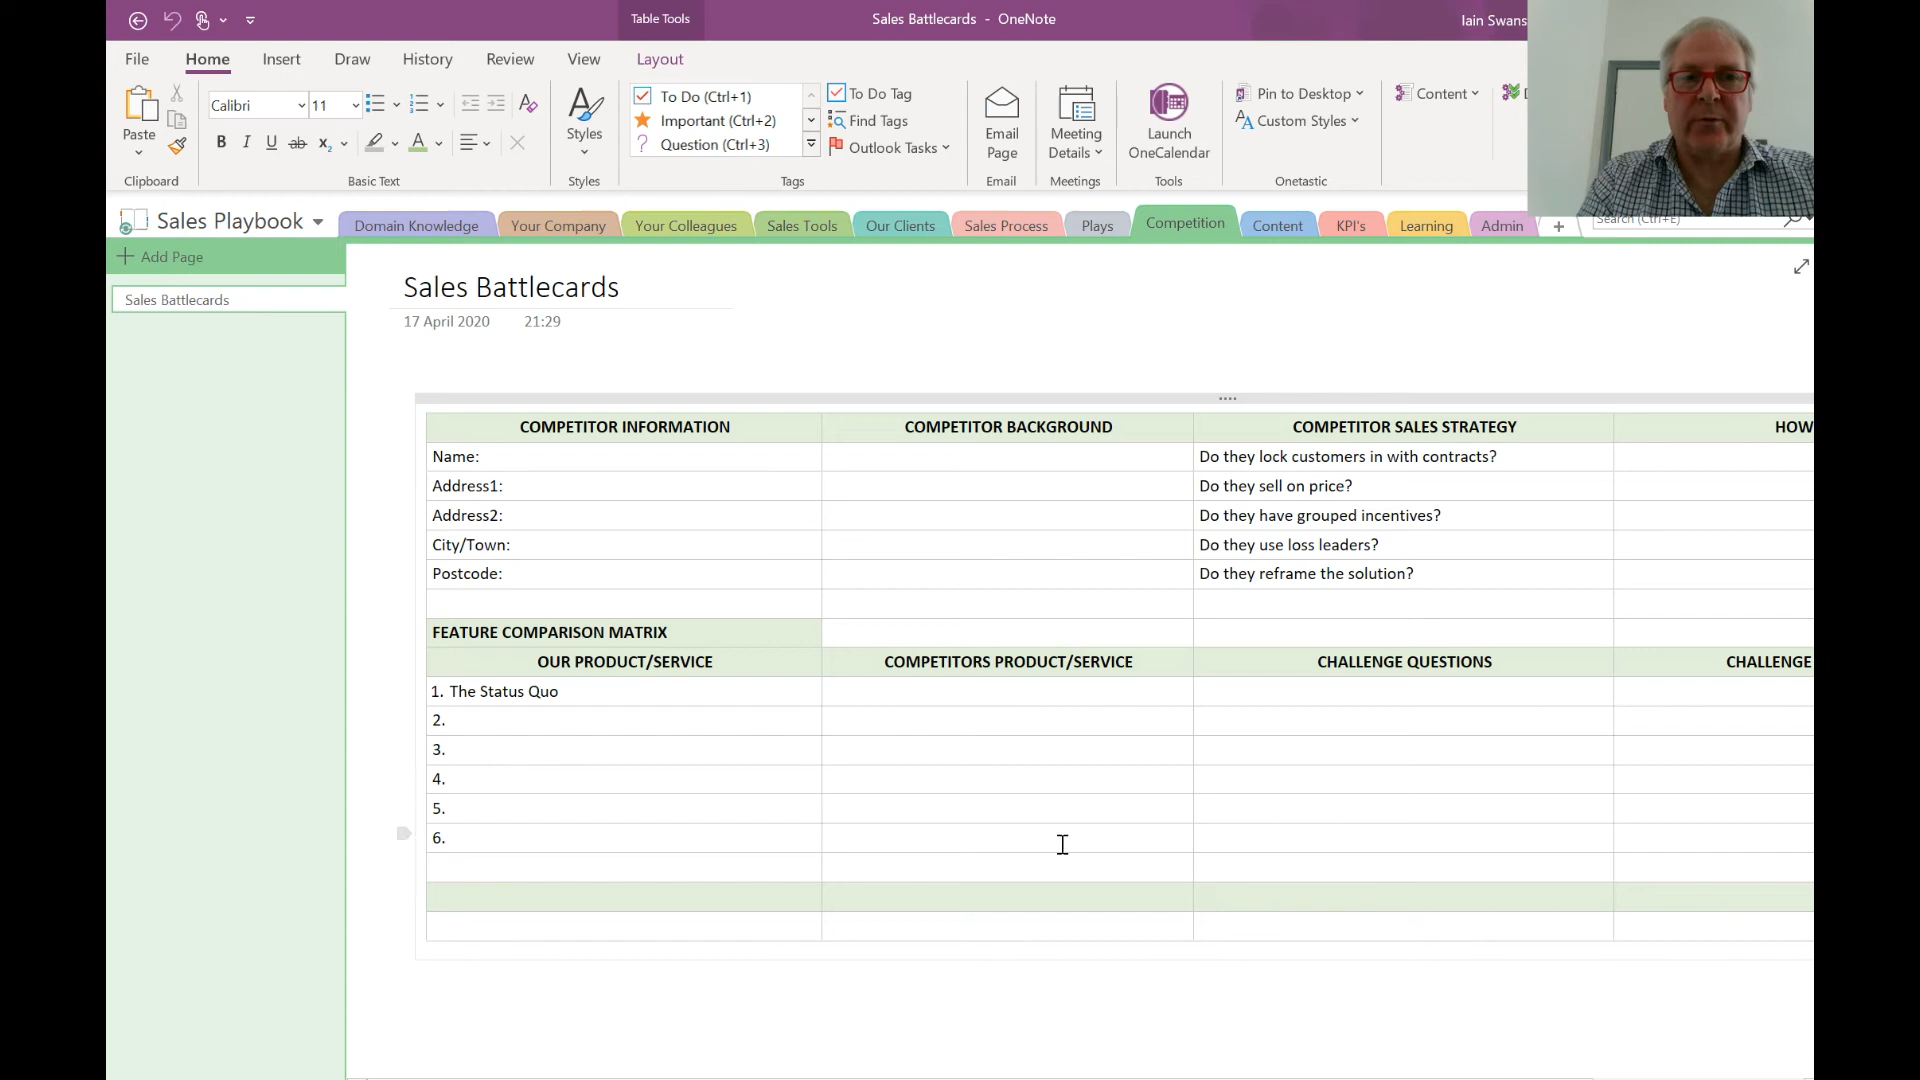 Table Tools
Sales Battlecards - OneNote
Iain Swans
File Home Insert Draw History Review View Layout
Paste
Clipboard
Calibri 11
B I U ab x₂ A
Basic Text
Styles
Styles
To Do (Ctrl+1)
Important (Ctrl+2)
Question (Ctrl+3)
To Do Tag
Find Tags
Outlook Tasks
Tags
Email
Page
Email
Meeting
Details
Meetings
Launch
OneCalendar
Tools
Pin to Desktop
Custom Styles
Onetastic
Content
Sales Playbook
Domain Knowledge Your Company Your Colleagues Sales Tools Our Clients Sales Process Plays Competition Content KPI's Learning Admin +
Search (Ctrl+E)
Add Page
Sales Battlecards
Sales Battlecards
17 April 2020 21:29
COMPETITOR INFORMATION COMPETITOR BACKGROUND COMPETITOR SALES STRATEGY HOW
Name: Do they lock customers in with contracts?
Address1: Do they sell on price?
Address2: Do they have grouped incentives?
City/Town: Do they use loss leaders?
Postcode: Do they reframe the solution?
FEATURE COMPARISON MATRIX
OUR PRODUCT/SERVICE COMPETITORS PRODUCT/SERVICE CHALLENGE QUESTIONS CHALLENGE
1. The Status Quo
2.
3.
4.
5.
6.